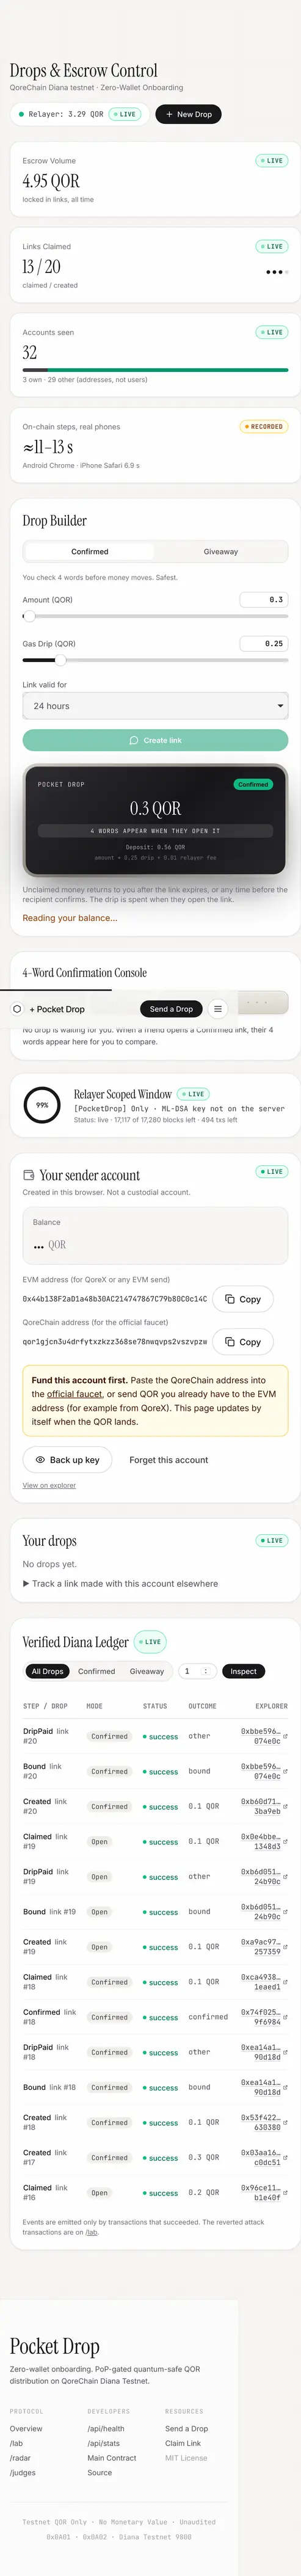 Drops & Escrow Control
QoreChain Diana testnet · Zero-Wallet Onboarding
Relayer: 3.29 QOR LIVE
+ New Drop
Escrow Volume LIVE
4.95 QOR
locked in links, all time
Links Claimed LIVE
13 / 20
claimed / created
Accounts seen LIVE
32
3 own · 29 other (addresses, not users)
On-chain steps, real phones RECORDED
≈11–13 s
Android Chrome · iPhone Safari 6.9 s
Drop Builder
Confirmed Giveaway
You check 4 words before money moves. Safest.
Amount (QOR) 0.3
Gas Drip (QOR) 0.25
Link valid for
24 hours
Create link
POCKET DROP Confirmed
0.3 QOR
4 WORDS APPEAR WHEN THEY OPEN IT
Deposit: 0.56 QOR
amount + 0.25 drip + 0.01 relayer fee
Unclaimed money returns to you after the link expires, or any time before the
recipient confirms. The drip is spent when they open the link.
Reading your balance…
4-Word Confirmation Console
+ Pocket Drop Send a Drop
No drop is waiting for you. When a friend opens a Confirmed link, their 4
words appear here for you to compare.
99%
Relayer Scoped Window LIVE
[PocketDrop] Only · ML-DSA key not on the server
Status: live · 17,117 of 17,280 blocks left · 494 txs left
Your sender account LIVE
Created in this browser. Not a custodial account.
Balance
… QOR
EVM address (for QoreX or any EVM send)
0x44b138F2aD1a48b30AC214747867C79b80C0c14C Copy
QoreChain address (for the official faucet)
qor1gjcn3u4drfytxzkzz368se78nwqvps2vszvpzw Copy
Fund this account first. Paste the QoreChain address into
the official faucet, or send QOR you already have to the EVM
address (for example from QoreX). This page updates by
itself when the QOR lands.
Back up key Forget this account
View on explorer
Your drops LIVE
No drops yet.
▶ Track a link made with this account elsewhere
Verified Diana Ledger LIVE
All Drops Confirmed Giveaway 1 Inspect
STEP / DROP MODE STATUS OUTCOME EXPLORER
DripPaid link #20 Confirmed success other 0xbbe596…074e0c
Bound link #20 Confirmed success bound 0xbbe596…074e0c
Created link #20 Confirmed success 0.1 QOR 0xb60d71…3ba9eb
Claimed link #19 Open success 0.1 QOR 0x0e4bbe…1348d3
DripPaid link #19 Open success other 0xb6d051…24b90c
Bound link #19 Open success bound 0xb6d051…24b90c
Created link #19 Open success 0.1 QOR 0xa9ac97…257359
Claimed link #18 Confirmed success 0.1 QOR 0xca4938…1eaed1
Confirmed link #18 Confirmed success confirmed 0x74f025…9f6984
DripPaid link #18 Confirmed success other 0xea14a1…90d18d
Bound link #18 Confirmed success bound 0xea14a1…90d18d
Created link #18 Confirmed success 0.1 QOR 0x53f422…630380
Created link #17 Confirmed success 0.3 QOR 0x03aa16…c0dc51
Claimed link #16 Open success 0.2 QOR 0x96ce11…b1e40f
Events are emitted only by transactions that succeeded. The reverted attack
transactions are on /lab.
Pocket Drop
Zero-wallet onboarding. PoP-gated quantum-safe QOR
distribution on QoreChain Diana Testnet.
PROTOCOL DEVELOPERS RESOURCES
Overview /api/health Send a Drop
/lab /api/stats Claim Link
/radar Main Contract MIT License
/judges Source
Testnet QOR Only · No Monetary Value · Unaudited
0x0A01 · 0x0A02 · Diana Testnet 9800